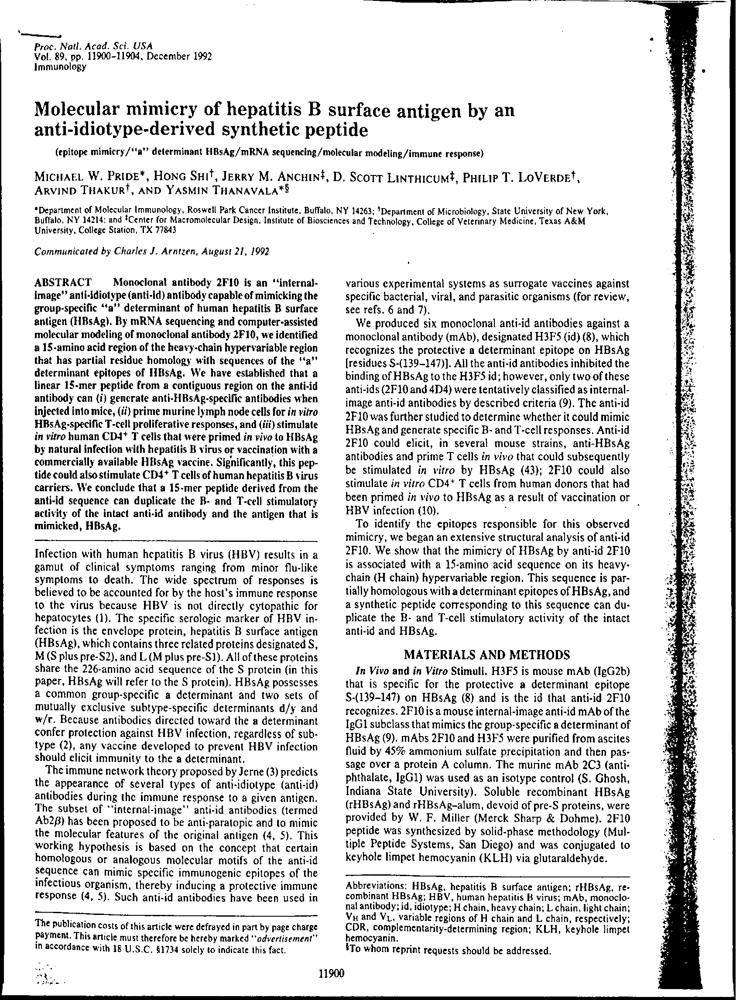 Proc. Natl. Acad. Sci. USA
Vol. 89, pp. 11900-11904, December 1992
Immunology
Molecular mimicry of hepatitis B surface antigen by an
anti-idiotype-derived synthetic peptide
(epitope mimicry/"a" determinant HBsAg/mRNA sequencing/molecular modeling/immune response)
MICHAEL W. PRIDE*, HONG SHI†, JERRY M. ANCHIN‡, D. SCOTT LINTHICUM‡, PHILIP T. LOVERDE†,
ARVIND THAKUR†, AND YASMIN THANAVALA*§
*Department of Molecular Immunology, Roswell Park Cancer Institute, Buffalo, NY 14263; †Department of Microbiology, State University of New York,
Buffalo, NY 14214; and ‡Center for Macromolecular Design, Institute of Biosciences and Technology, College of Veterinary Medicine, Texas A&M
University, College Station, TX 77843
Communicated by Charles J. Arntzen, August 21, 1992
ABSTRACT Monoclonal antibody 2F10 is an "internal-
image" anti-idiotype (anti-id) antibody capable of mimicking the
group-specific "a" determinant of human hepatitis B surface
antigen (HBsAg). By mRNA sequencing and computer-assisted
molecular modeling of monoclonal antibody 2F10, we identified
a 15-amino acid region of the heavy-chain hypervariable region
that has partial residue homology with sequences of the "a"
determinant epitopes of HBsAg. We have established that a
linear 15-mer peptide from a contiguous region on the anti-id
antibody can (i) generate anti-HBsAg-specific antibodies when
injected into mice, (ii) prime murine lymph node cells for in vitro
HBsAg-specific T-cell proliferative responses, and (iii) stimulate
in vitro human CD4+ T cells that were primed in vivo to HBsAg
by natural infection with hepatitis B virus or vaccination with a
commercially available HBsAg vaccine. Significantly, this pep-
tide could also stimulate CD4+ T cells of human hepatitis B virus
carriers. We conclude that a 15-mer peptide derived from the
anti-id sequence can duplicate the B- and T-cell stimulatory
activity of the intact anti-id antibody and the antigen that is
mimicked, HBsAg.
Infection with human hepatitis B virus (HBV) results in a
gamut of clinical symptoms ranging from minor flu-like
symptoms to death. The wide spectrum of responses is
believed to be accounted for by the host's immune response
to the virus because HBV is not directly cytopathic for
hepatocytes (1). The specific serologic marker of HBV in-
fection is the envelope protein, hepatitis B surface antigen
(HBsAg), which contains three related proteins designated S,
M (S plus pre-S2), and L (M plus pre-S1). All of these proteins
share the 226-amino acid sequence of the S protein (in this
paper, HBsAg will refer to the S protein). HBsAg possesses
a common group-specific a determinant and two sets of
mutually exclusive subtype-specific determinants d/y and
w/r. Because antibodies directed toward the a determinant
confer protection against HBV infection, regardless of sub-
type (2), any vaccine developed to prevent HBV infection
should elicit immunity to the a determinant.
The immune network theory proposed by Jerne (3) predicts
the appearance of several types of anti-idiotype (anti-id)
antibodies during the immune response to a given antigen.
The subset of "internal-image" anti-id antibodies (termed
Ab2β) has been proposed to be anti-paratopic and to mimic
the molecular features of the original antigen (4, 5). This
working hypothesis is based on the concept that certain
homologous or analogous molecular motifs of the anti-id
sequence can mimic specific immunogenic epitopes of the
infectious organism, thereby inducing a protective immune
response (4, 5). Such anti-id antibodies have been used in
The publication costs of this article were defrayed in part by page charge
payment. This article must therefore be hereby marked "advertisement"
in accordance with 18 U.S.C. §1734 solely to indicate this fact.
various experimental systems as surrogate vaccines against
specific bacterial, viral, and parasitic organisms (for review,
see refs. 6 and 7).
We produced six monoclonal anti-id antibodies against a
monoclonal antibody (mAb), designated H3F5 (id) (8), which
recognizes the protective a determinant epitope on HBsAg
[residues S-(139–147)]. All the anti-id antibodies inhibited the
binding of HBsAg to the H3F5 id; however, only two of these
anti-ids (2F10 and 4D4) were tentatively classified as internal-
image anti-id antibodies by described criteria (9). The anti-id
2F10 was further studied to determine whether it could mimic
HBsAg and generate specific B- and T-cell responses. Anti-id
2F10 could elicit, in several mouse strains, anti-HBsAg
antibodies and prime T cells in vivo that could subsequently
be stimulated in vitro by HBsAg (43); 2F10 could also
stimulate in vitro CD4+ T cells from human donors that had
been primed in vivo to HBsAg as a result of vaccination or
HBV infection (10).
To identify the epitopes responsible for this observed
mimicry, we began an extensive structural analysis of anti-id
2F10. We show that the mimicry of HBsAg by anti-id 2F10
is associated with a 15-amino acid sequence on its heavy-
chain (H chain) hypervariable region. This sequence is par-
tially homologous with a determinant epitopes of HBsAg, and
a synthetic peptide corresponding to this sequence can du-
plicate the B- and T-cell stimulatory activity of the intact
anti-id and HBsAg.
MATERIALS AND METHODS
In Vivo and in Vitro Stimuli. H3F5 is mouse mAb (IgG2b)
that is specific for the protective a determinant epitope
S-(139–147) on HBsAg (8) and is the id that anti-id 2F10
recognizes. 2F10 is a mouse internal-image anti-id mAb of the
IgG1 subclass that mimics the group-specific a determinant of
HBsAg (9). mAbs 2F10 and H3F5 were purified from ascites
fluid by 45% ammonium sulfate precipitation and then pas-
sage over a protein A column. The murine mAb 2C3 (anti-
phthalate, IgG1) was used as an isotype control (S. Ghosh,
Indiana State University). Soluble recombinant HBsAg
(rHBsAg) and rHBsAg-alum, devoid of pre-S proteins, were
provided by W. F. Miller (Merck Sharp & Dohme). 2F10
peptide was synthesized by solid-phase methodology (Mul-
tiple Peptide Systems, San Diego) and was conjugated to
keyhole limpet hemocyanin (KLH) via glutaraldehyde.
Abbreviations: HBsAg, hepatitis B surface antigen; rHBsAg, re-
combinant HBsAg; HBV, human hepatitis B virus; mAb, monoclo-
nal antibody; id, idiotype; H chain, heavy chain; L chain, light chain;
VH and VL, variable regions of H chain and L chain, respectively;
CDR, complementarity-determining region; KLH, keyhole limpet
hemocyanin.
§To whom reprint requests should be addressed.
11900